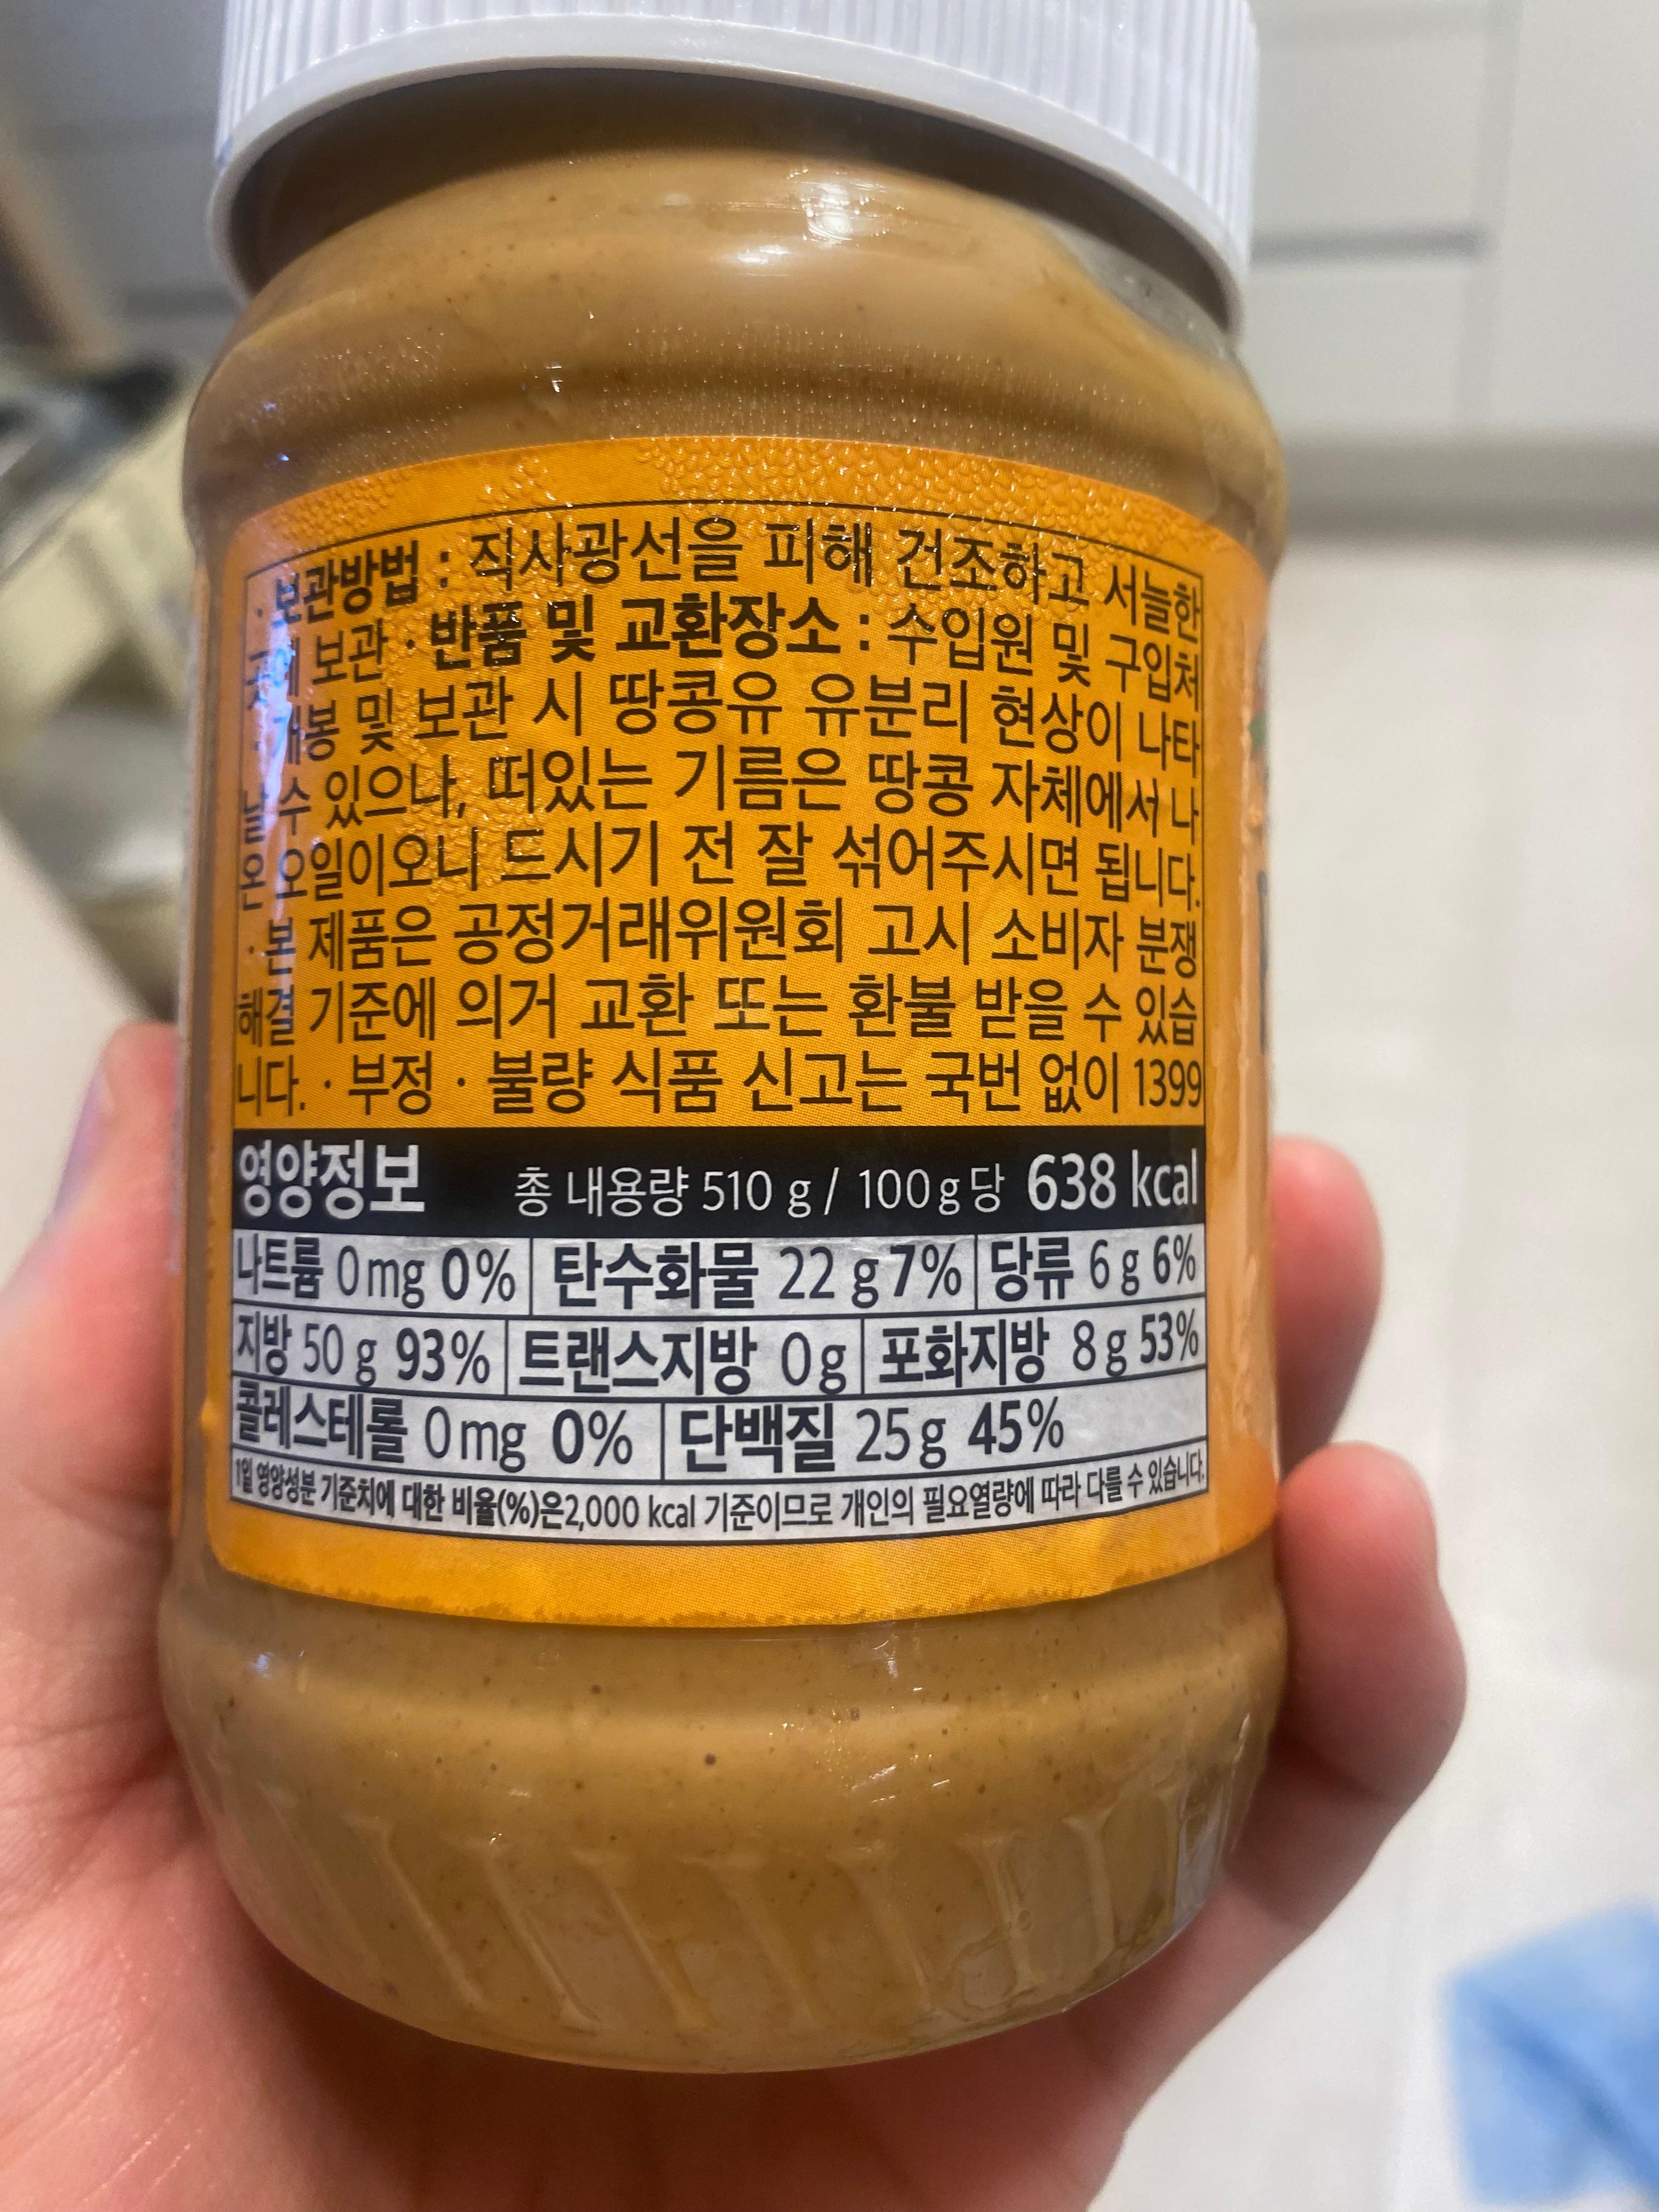 · 보관방법 : 직사광선을 피해 건조하고 서늘한
곳에 보관 · 반품 및 교환장소 : 수입원 및 구입처
· 개봉 및 보관 시 땅콩유 유분리 현상이 나타
날 수 있으나, 떠있는 기름은 땅콩 자체에서 나
온 오일이오니 드시기 전 잘 섞어주시면 됩니다.
· 본 제품은 공정거래위원회 고시 소비자 분쟁
해결 기준에 의거 교환 또는 환불 받을 수 있습
니다. · 부정 · 불량 식품 신고는 국번 없이 1399
영양정보 총 내용량 510 g / 100 g 당 638 kcal
나트륨 0 mg 0% 탄수화물 22 g 7% 당류 6 g 6%
지방 50 g 93% 트랜스지방 0 g 포화지방 8 g 53%
콜레스테롤 0 mg 0% 단백질 25 g 45%
1일 영양성분 기준치에 대한 비율(%)은 2,000 kcal 기준이므로 개인의 필요열량에 따라 다를 수 있습니다.